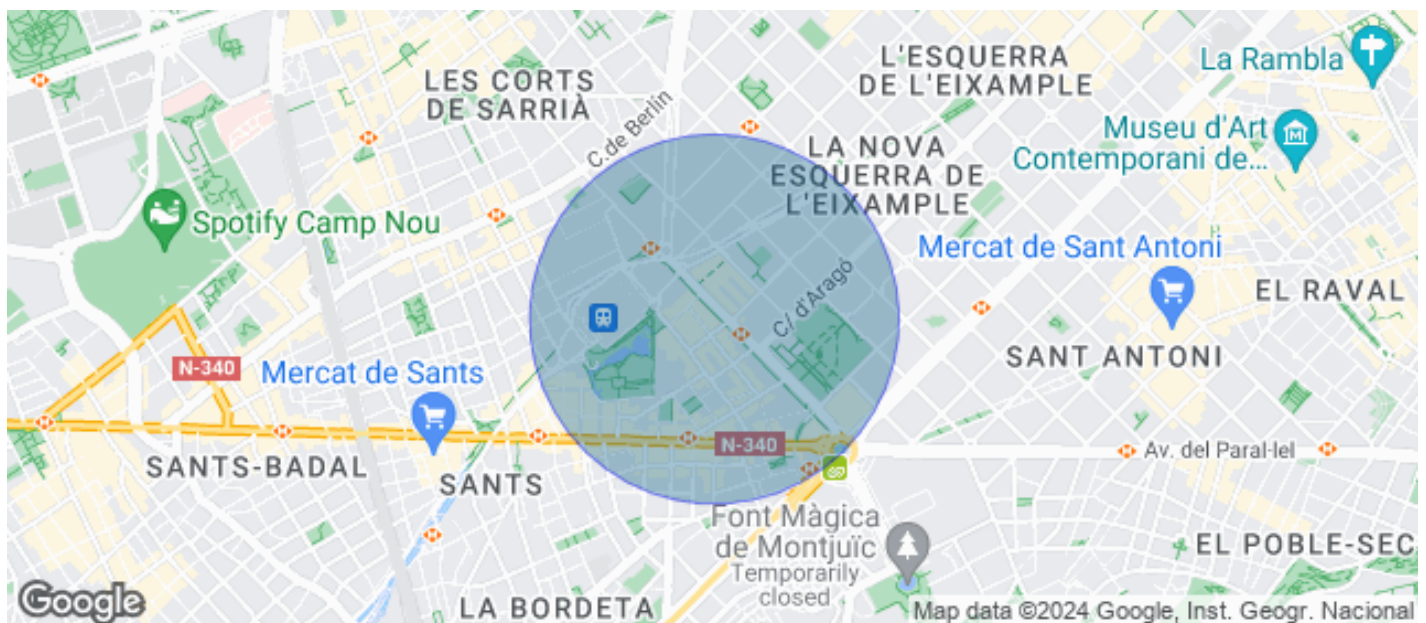 L'ESQUERRA
DE L'EIXAMPLE
La Rambla
LES CORTS
DE SARRIÀ
C. de Berlín
Museu d'Art
Contemporani de...
LA NOVA
ESQUERRA DE
L'EIXAMPLE
Spotify Camp Nou
Mercat de Sant Antoni
C/ d'Aragó
EL RAVAL
SANT ANTONI
N-340
Mercat de Sants
N-340
Av. del Paral·lel
SANTS-BADAL
SANTS
Font Màgica
de Montjuïc
Temporarily
closed
EL POBLE-SEC
LA BORDETA
Google
Map data ©2024 Google, Inst. Geogr. Nacional